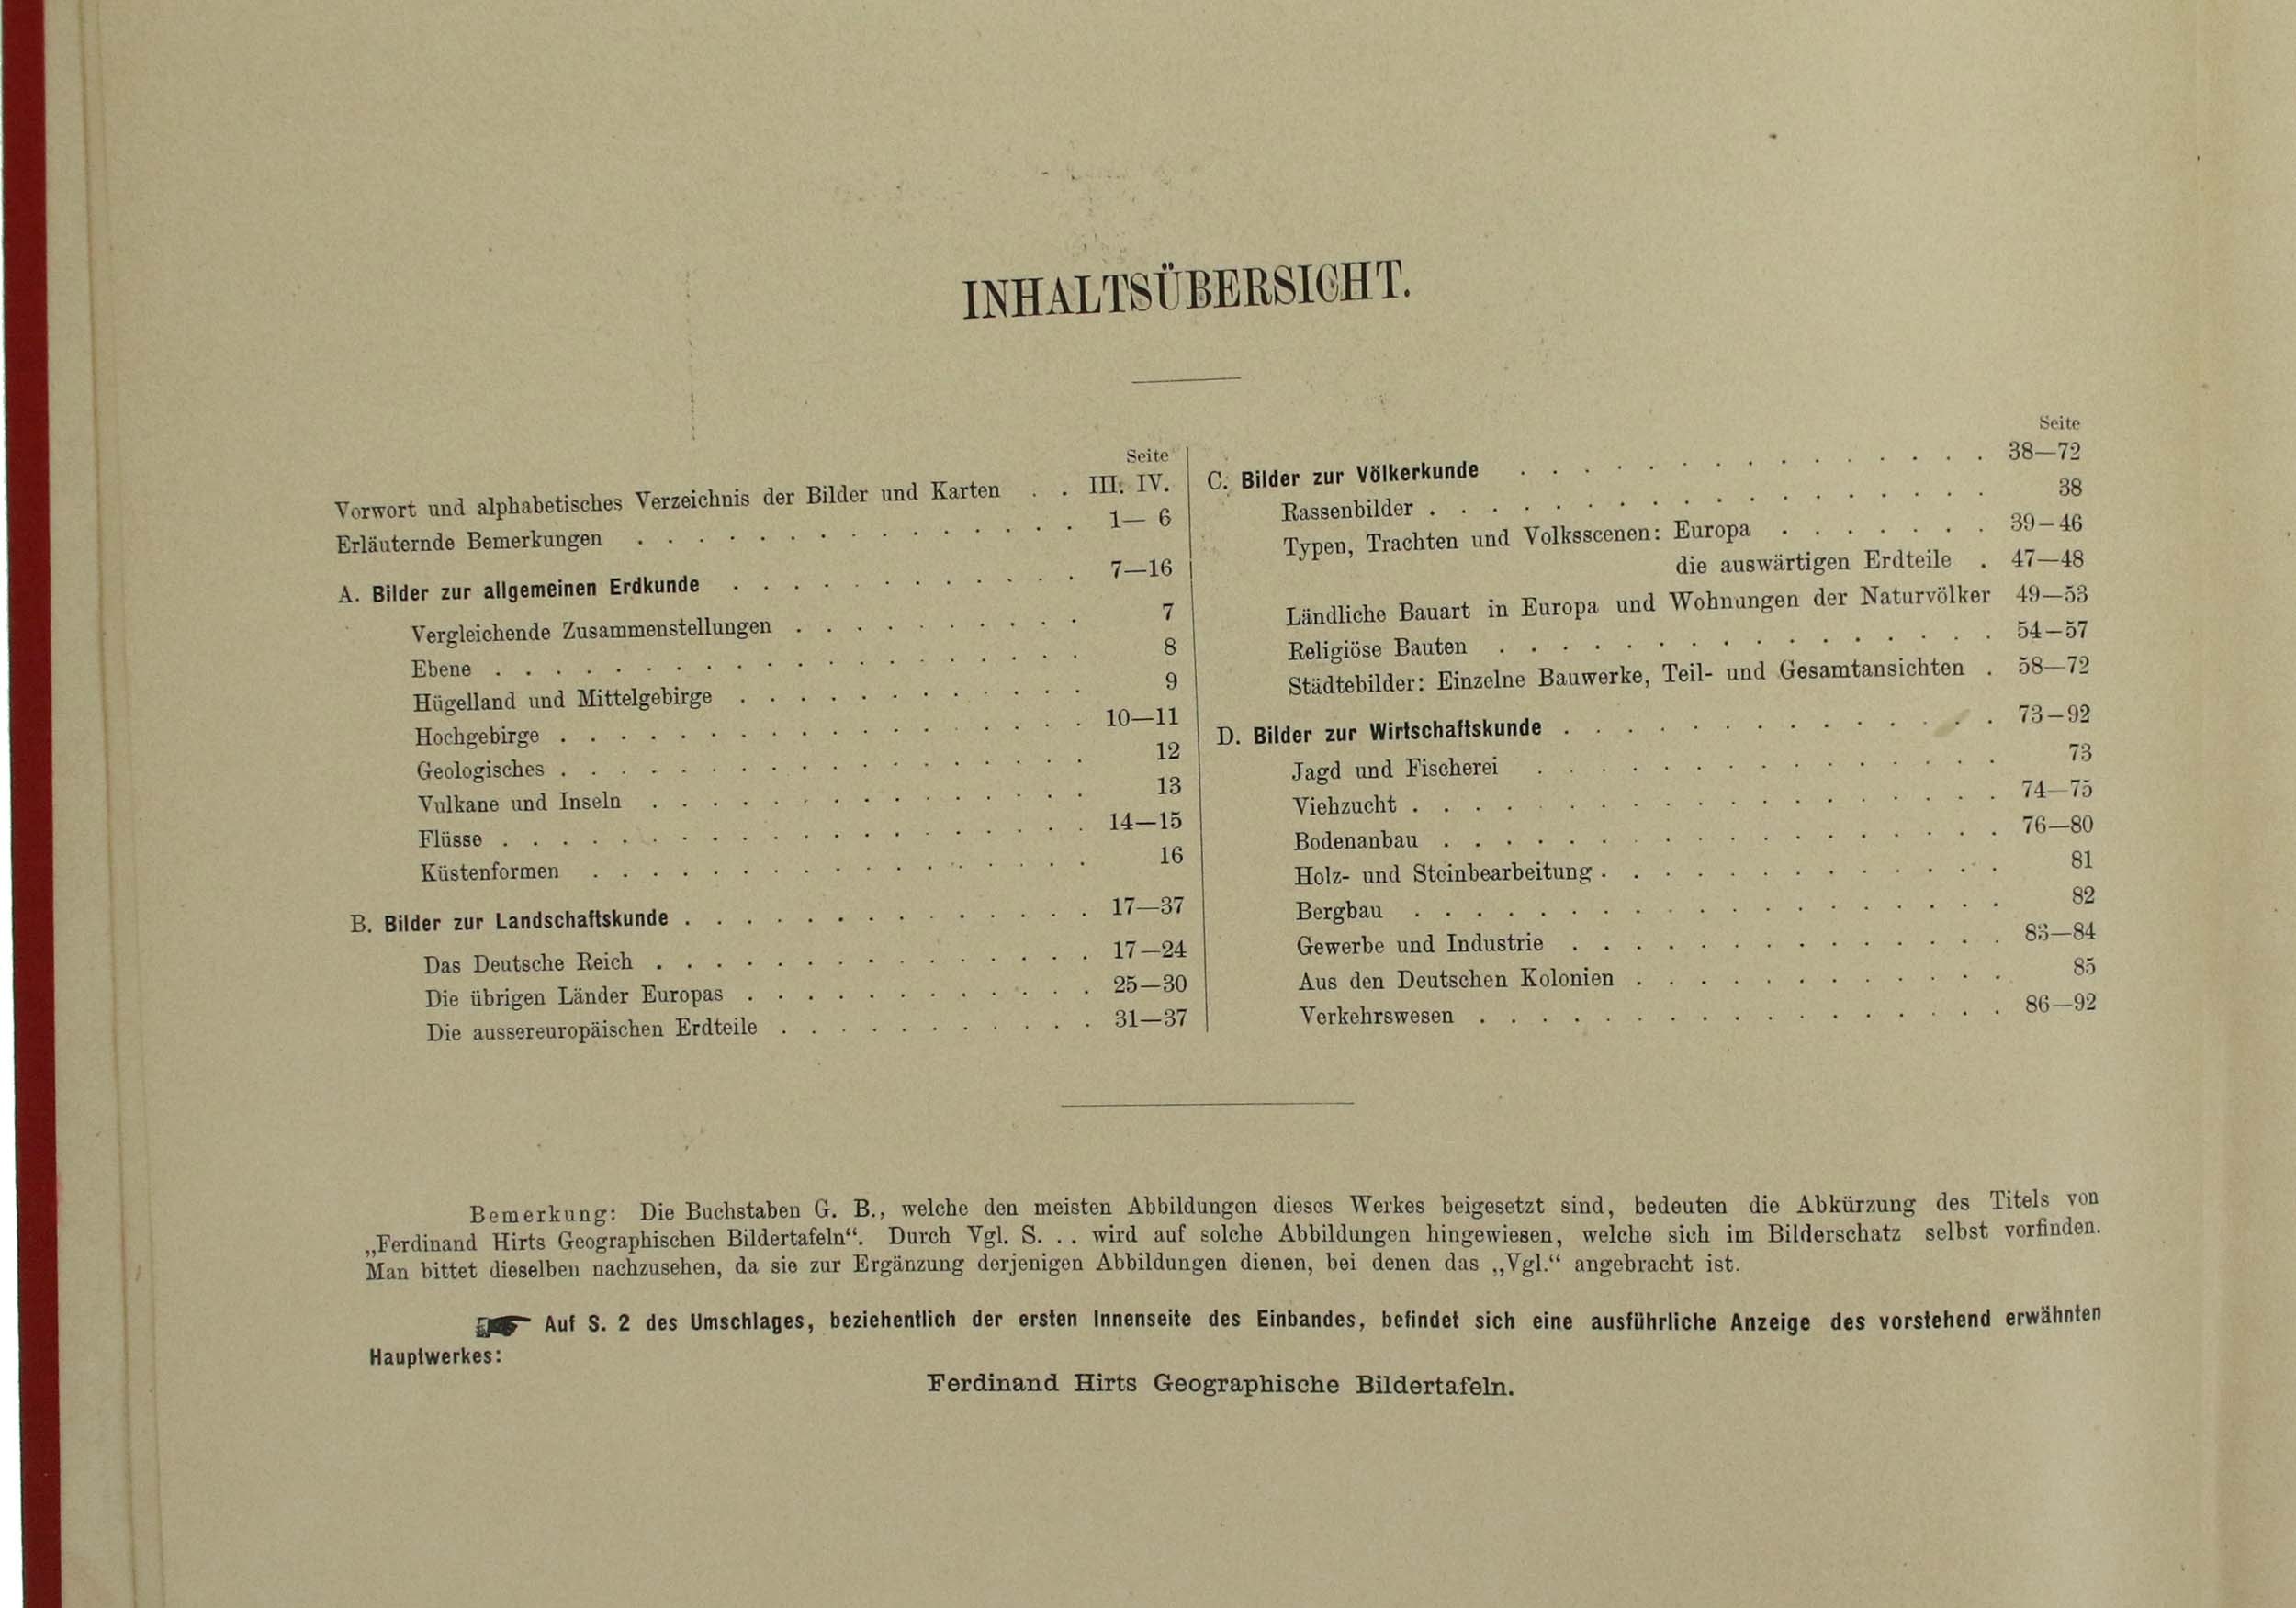 INHALTSÜBERSICHT.
Seite
Vorwort und alphabetisches Verzeichnis der Bilder und Karten . . III. IV.
Erläuternde Bemerkungen . . . . . . . . . . . . . . . 1— 6
A. Bilder zur allgemeinen Erdkunde . . . . . . . . . . . . 7—16
Vergleichende Zusammenstellungen . . . . . . . . . . 7
Ebene . . . . . . . . . . . . . . . . . . . . 8
Hügelland und Mittelgebirge . . . . . . . . . . . . 9
Hochgebirge . . . . . . . . . . . . . . . . . . 10—11
Geologisches . . . . . . . . . . . . . . . . . . 12
Vulkane und Inseln . . . . . . . . . . . . . . . 13
Flüsse . . . . . . . . . . . . . . . . . . . . 14—15
Küstenformen . . . . . . . . . . . . . . . . . 16
B. Bilder zur Landschaftskunde . . . . . . . . . . . . . . 17—37
Das Deutsche Reich . . . . . . . . . . . . . . . 17—24
Die übrigen Länder Europas . . . . . . . . . . . . 25—30
Die aussereuropäischen Erdteile . . . . . . . . . . . 31—37
Seite
C. Bilder zur Völkerkunde . . . . . . . . . . . . . . . 38—72
Rassenbilder . . . . . . . . . . . . . . . . . . 38
Typen, Trachten und Volksscenen: Europa . . . . . . . 39—46
die auswärtigen Erdteile . 47—48
Ländliche Bauart in Europa und Wohnungen der Naturvölker 49—53
Religiöse Bauten . . . . . . . . . . . . . . . . 54—57
Städtebilder: Einzelne Bauwerke, Teil- und Gesamtansichten . 58—72
D. Bilder zur Wirtschaftskunde . . . . . . . . . . . . . . 73—92
Jagd und Fischerei . . . . . . . . . . . . . . . 73
Viehzucht . . . . . . . . . . . . . . . . . . . 74—75
Bodenanbau . . . . . . . . . . . . . . . . . . 76—80
Holz- und Steinbearbeitung . . . . . . . . . . . . . 81
Bergbau . . . . . . . . . . . . . . . . . . . 82
Gewerbe und Industrie . . . . . . . . . . . . . . 83—84
Aus den Deutschen Kolonien . . . . . . . . . . . . 85
Verkehrswesen . . . . . . . . . . . . . . . . . 86—92
Bemerkung: Die Buchstaben G. B., welche den meisten Abbildungen dieses Werkes beigesetzt sind, bedeuten die Abkürzung des Titels von
„Ferdinand Hirts Geographischen Bildertafeln“. Durch Vgl. S. . . wird auf solche Abbildungen hingewiesen, welche sich im Bilderschatz selbst vorfinden.
Man bittet dieselben nachzusehen, da sie zur Ergänzung derjenigen Abbildungen dienen, bei denen das „Vgl.“ angebracht ist.
☛ Auf S. 2 des Umschlages, beziehentlich der ersten Innenseite des Einbandes, befindet sich eine ausführliche Anzeige des vorstehend erwähnten
Hauptwerkes:
Ferdinand Hirts Geographische Bildertafeln.